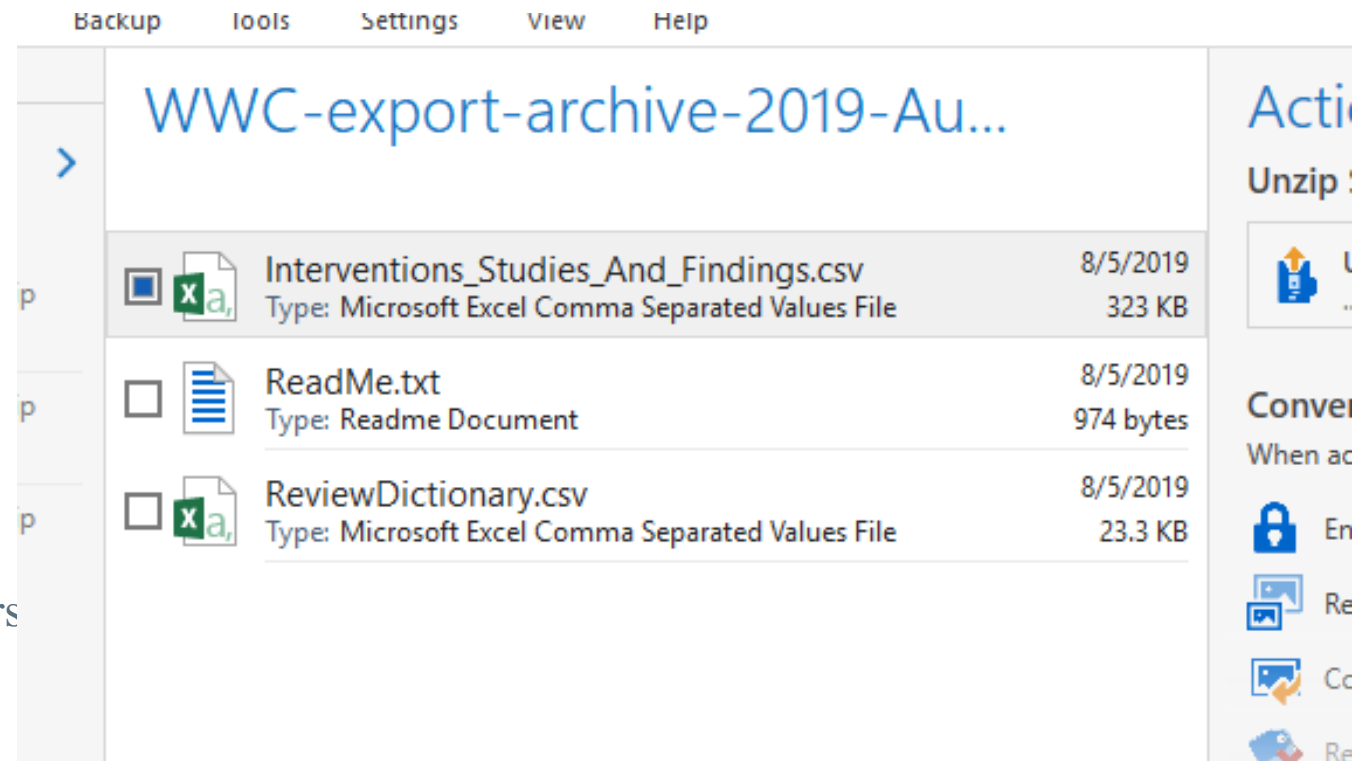 Backup Tools Settings View Help
WWC-export-archive-2019-Au...
Interventions_Studies_And_Findings.csv 8/5/2019
Type: Microsoft Excel Comma Separated Values File 323 KB
ReadMe.txt 8/5/2019
Type: Readme Document 974 bytes
ReviewDictionary.csv 8/5/2019
Type: Microsoft Excel Comma Separated Values File 23.3 KB
Unzip
When